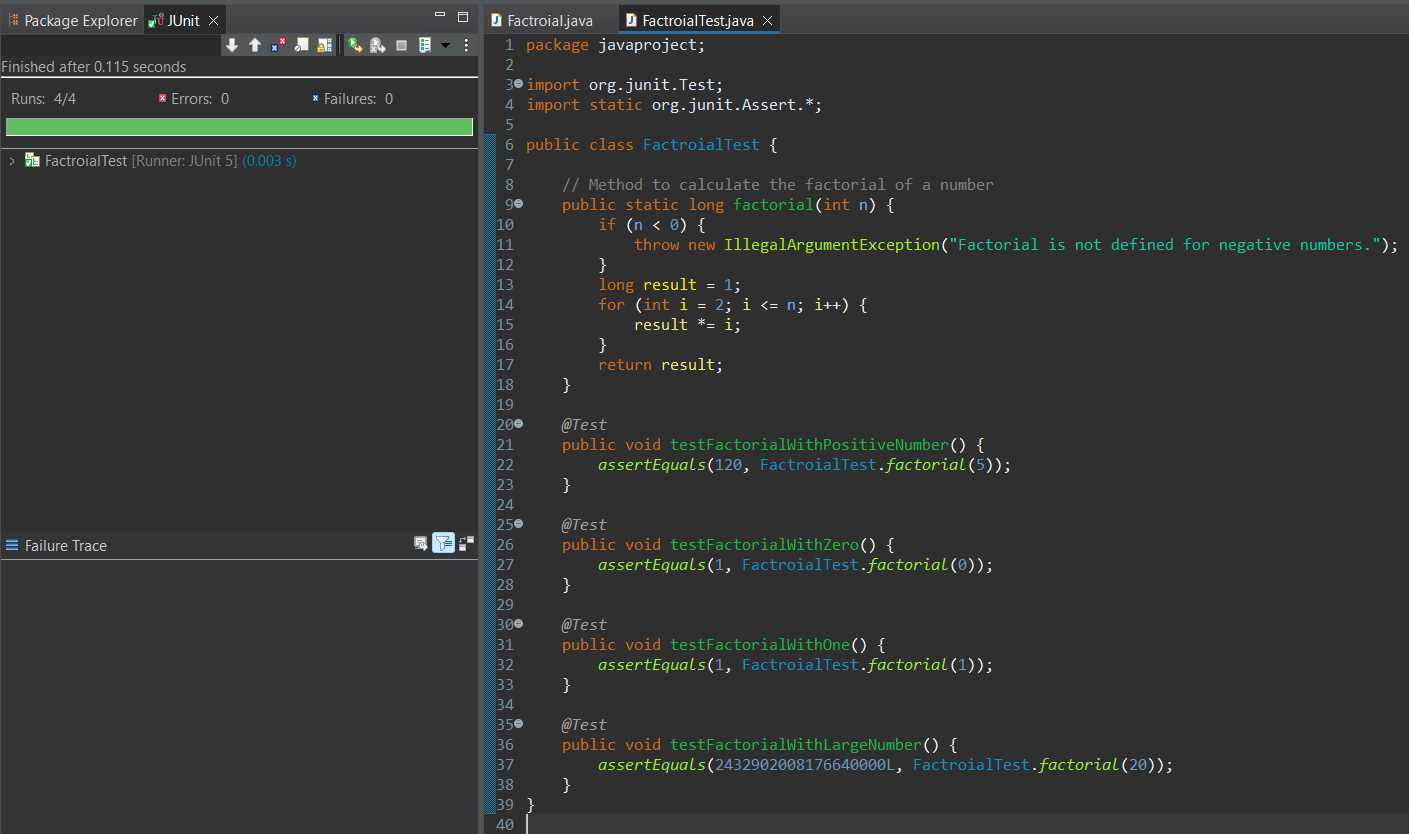 Package Explorer
JUnit
Finished after 0.115 seconds
Runs: 4/4 Errors: 0 Failures: 0
FactroialTest [Runner: JUnit 5] (0.003 s)
Failure Trace
Factroial.java
FactroialTest.java
1 package javaproject;
2
3 import org.junit.Test;
4 import static org.junit.Assert.*;
5
6 public class FactroialTest {
7
8 // Method to calculate the factorial of a number
9 public static long factorial(int n) {
10 if (n < 0) {
11 throw new IllegalArgumentException("Factorial is not defined for negative numbers.");
12 }
13 long result = 1;
14 for (int i = 2; i <= n; i++) {
15 result *= i;
16 }
17 return result;
18 }
19
20 @Test
21 public void testFactorialWithPositiveNumber() {
22 assertEquals(120, FactroialTest.factorial(5));
23 }
24
25 @Test
26 public void testFactorialWithZero() {
27 assertEquals(1, FactroialTest.factorial(0));
28 }
29
30 @Test
31 public void testFactorialWithOne() {
32 assertEquals(1, FactroialTest.factorial(1));
33 }
34
35 @Test
36 public void testFactorialWithLargeNumber() {
37 assertEquals(2432902008176640000L, FactroialTest.factorial(20));
38 }
39 }
40